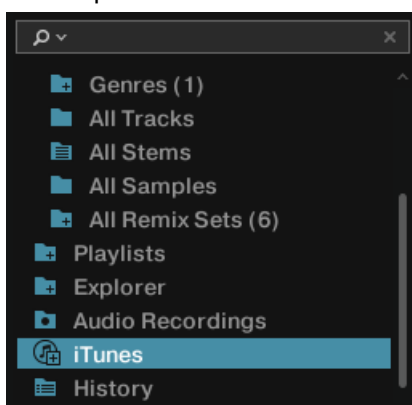 Genres (1)
All Tracks
All Stems
All Samples
All Remix Sets (6)
Playlists
Explorer
Audio Recordings
iTunes
History